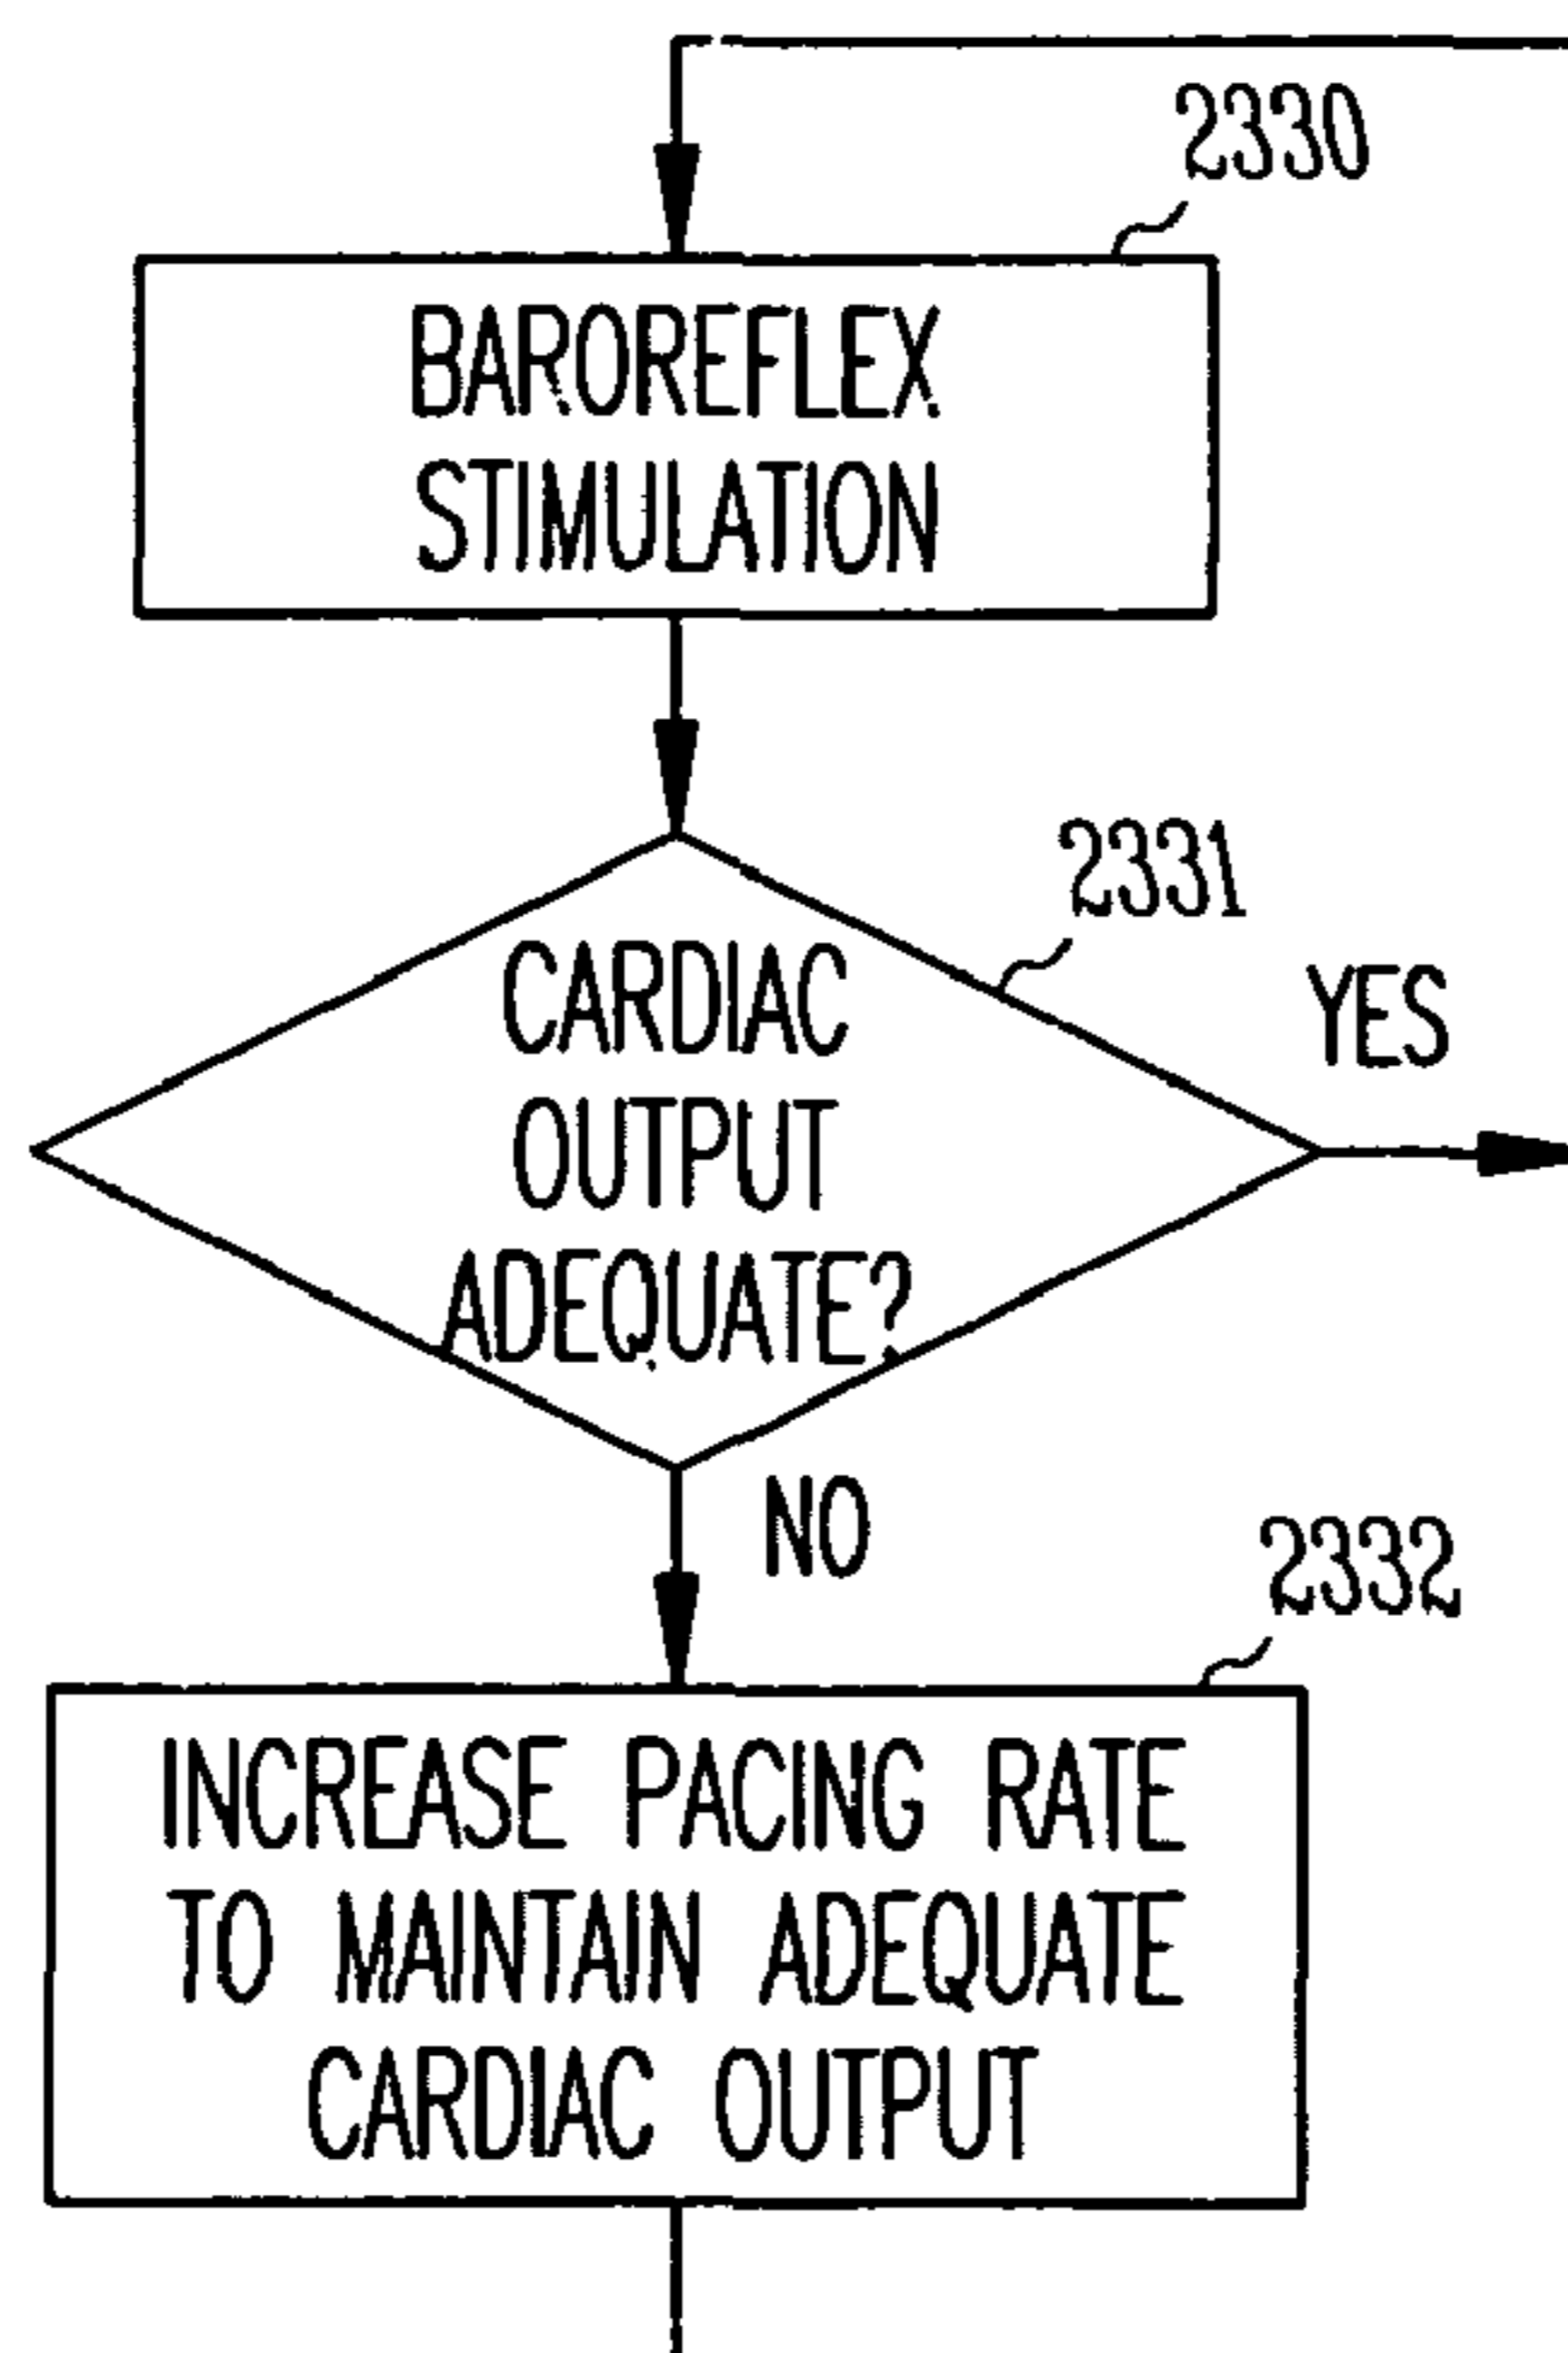 2330
BAROREFLEX
STIMULATION
2331
CARDIAC
OUTPUT
ADEQUATE?
YES
NO
2332
INCREASE PACING RATE
TO MAINTAIN ADEQUATE
CARDIAC OUTPUT